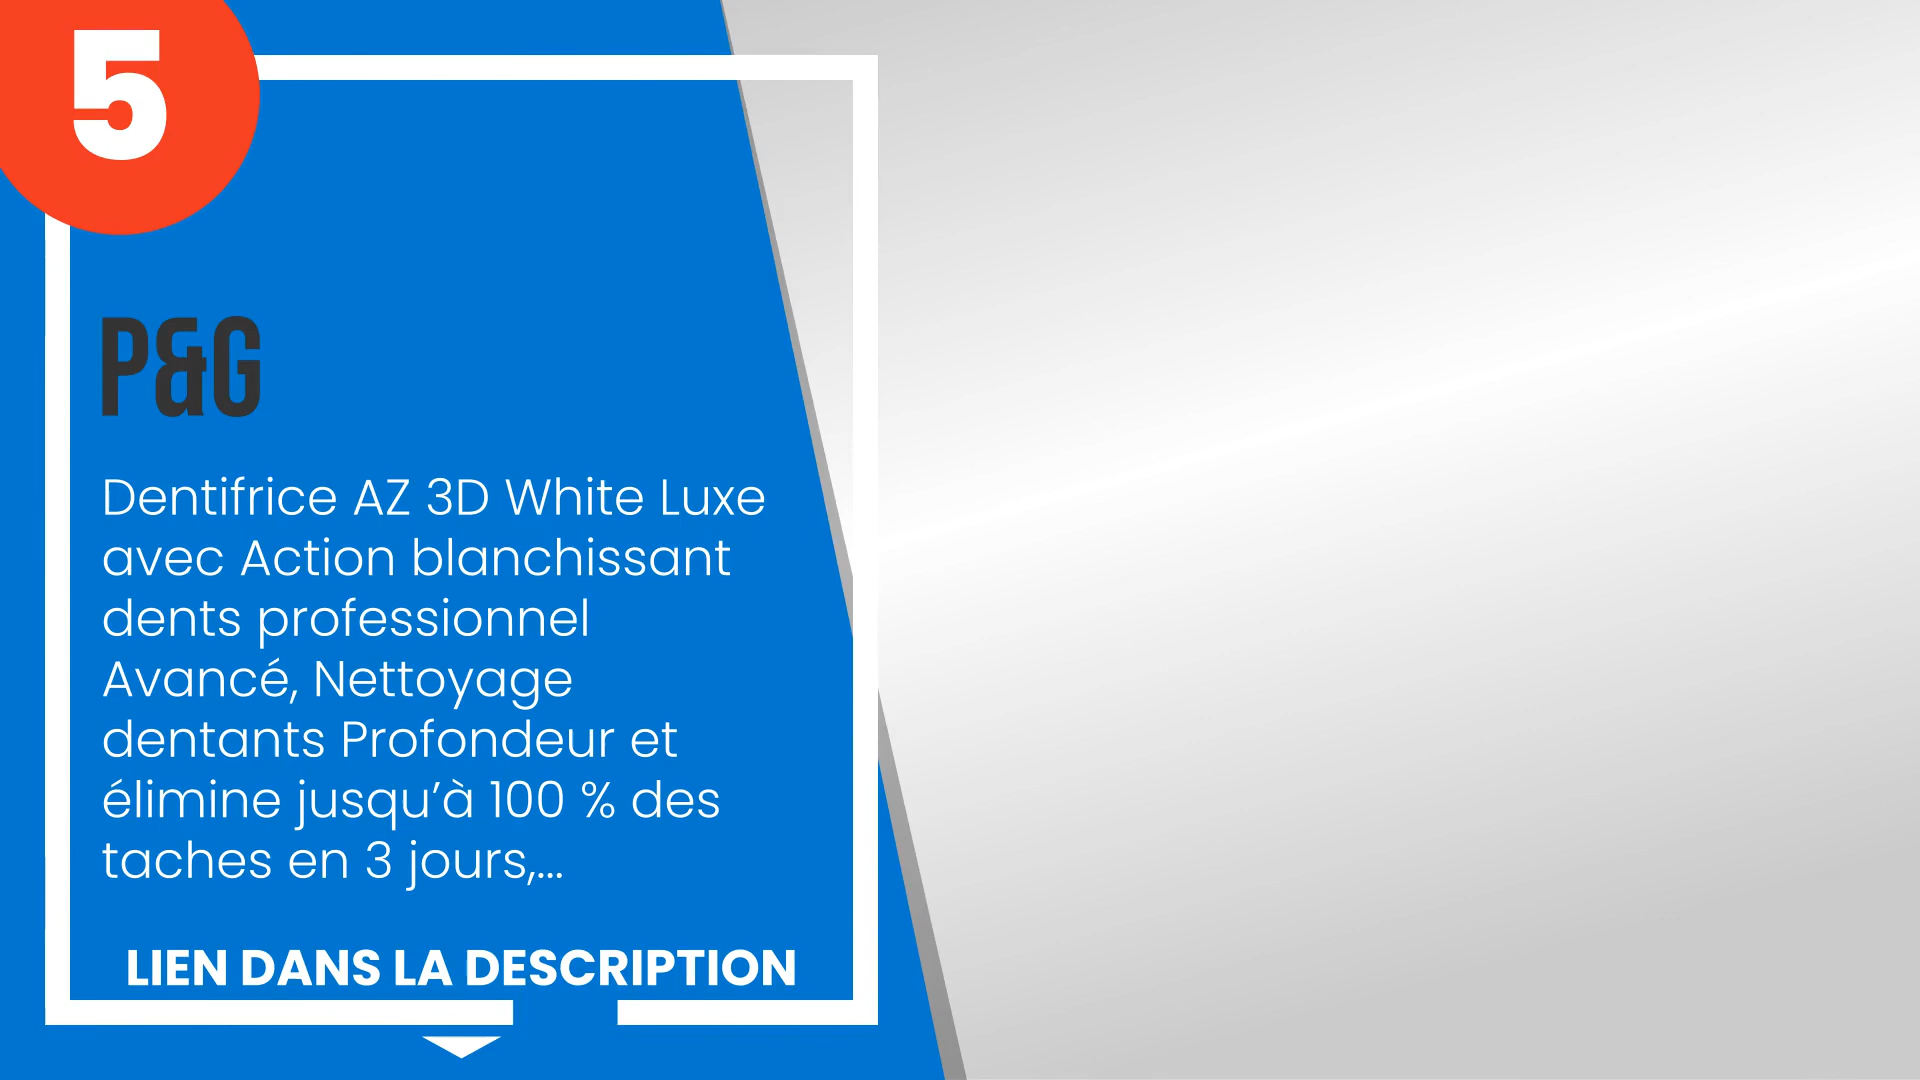 5
P&G
Dentifrice AZ 3D White Luxe
avec Action blanchissant
dents professionnel
Avancé, Nettoyage
dentants Profondeur et
élimine jusqu’à 100 % des
taches en 3 jours,...
LIEN DANS LA DESCRIPTION